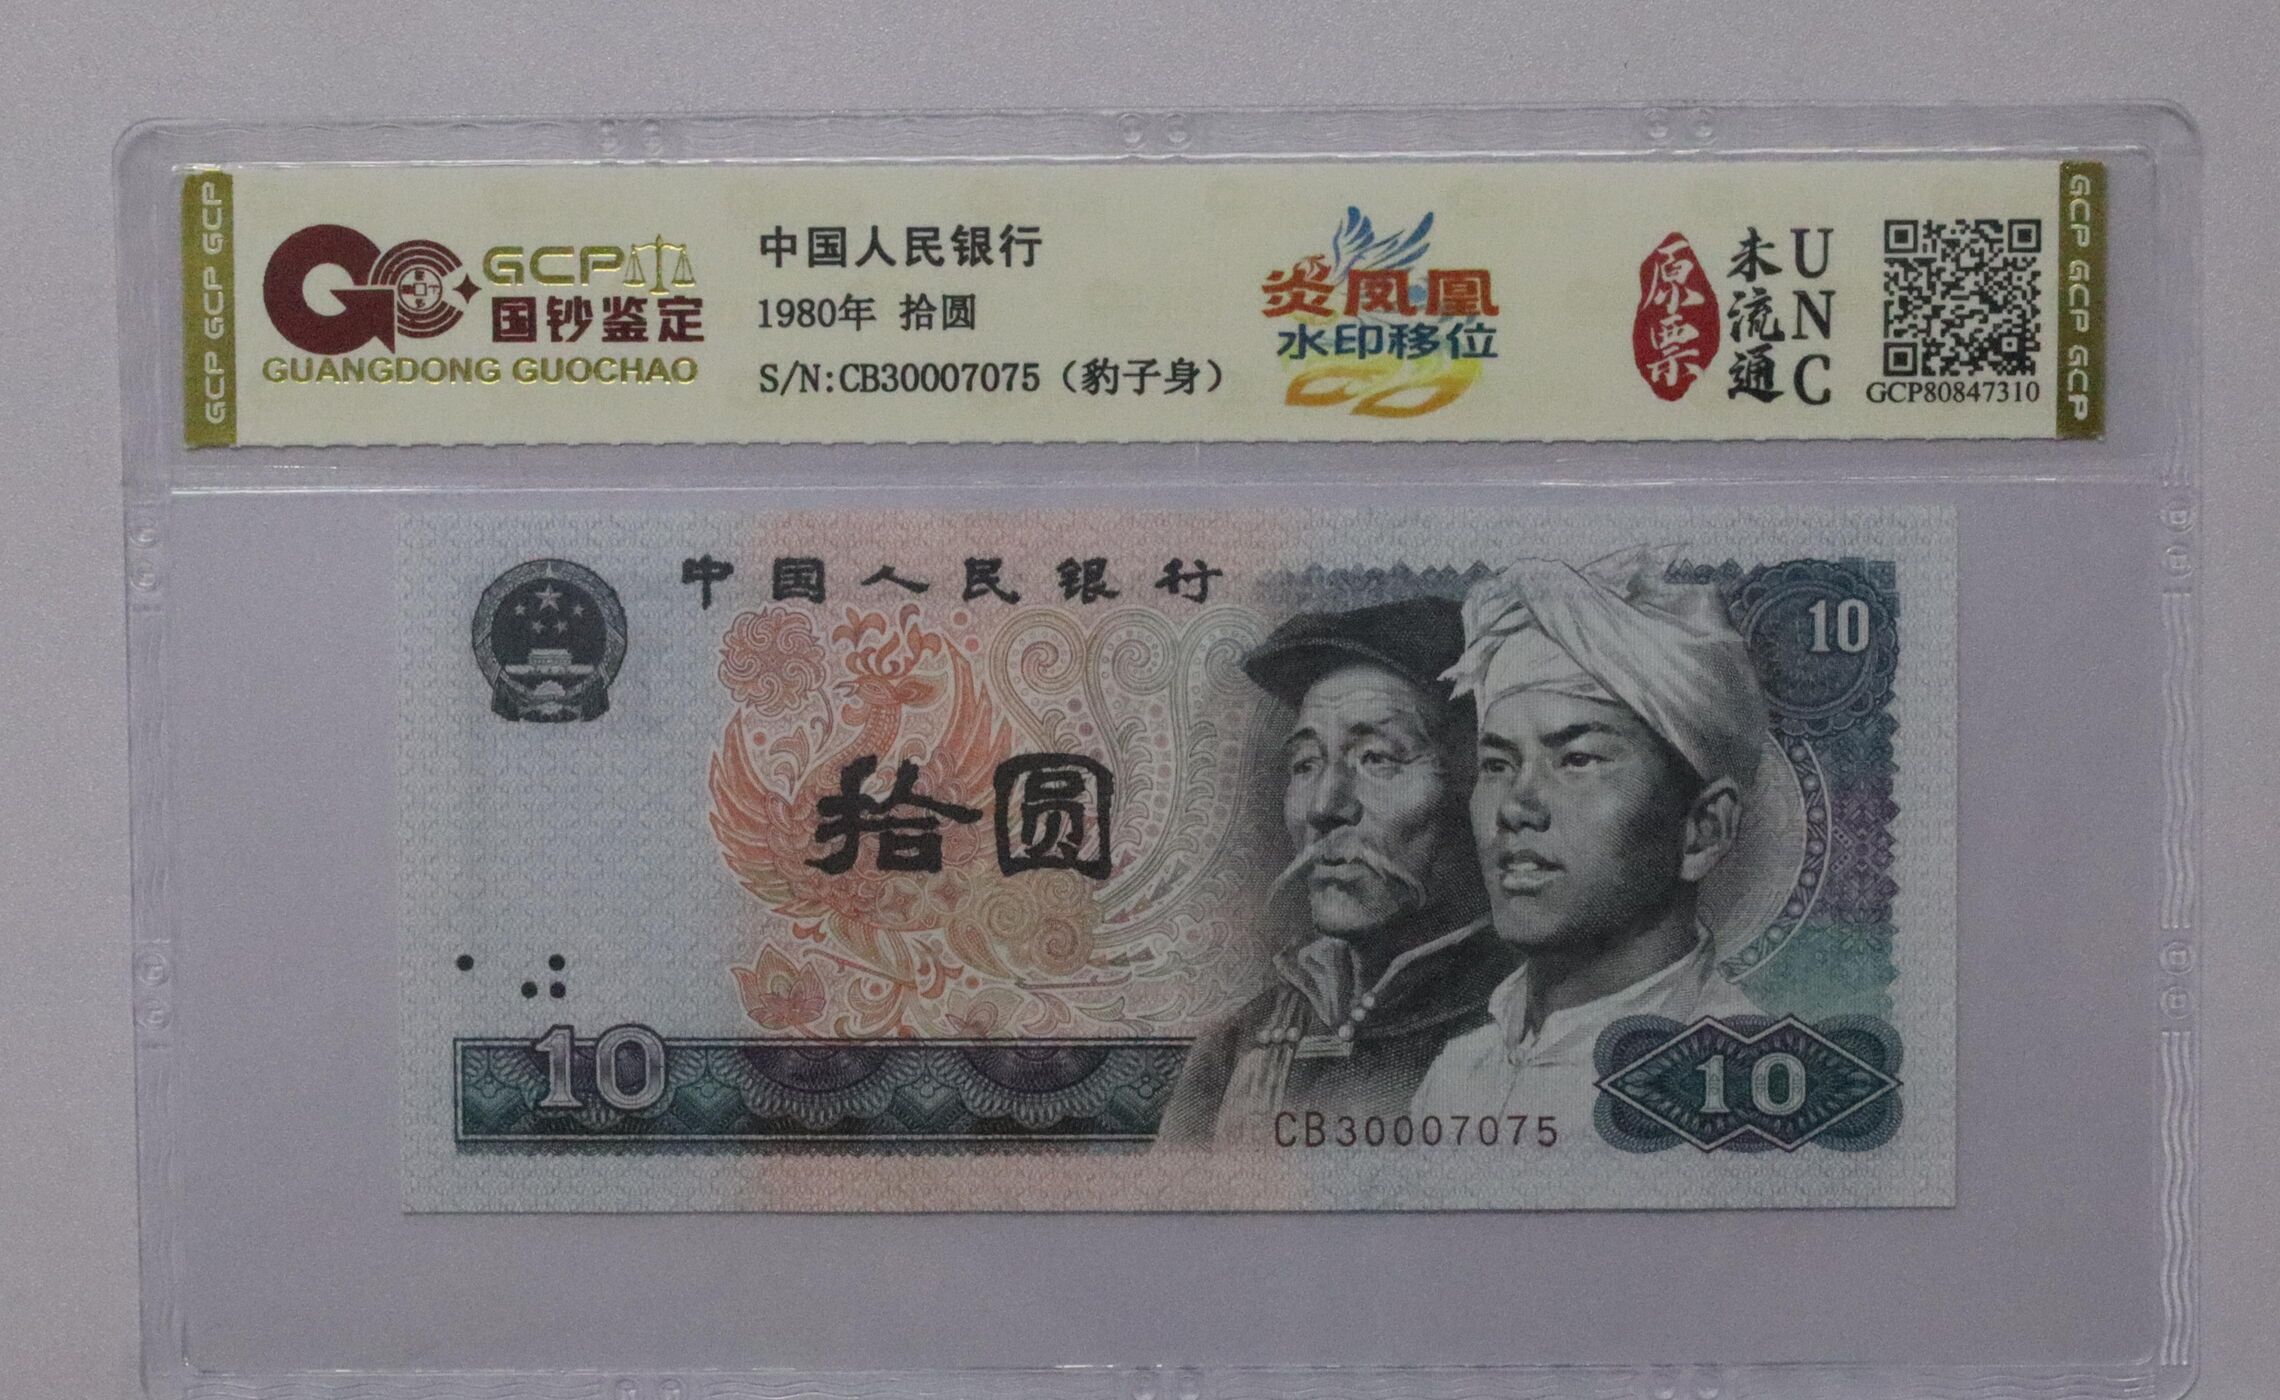 GCP GCP GCP
GCP
国钞鉴定
GUANGDONG GUOCHAO
中国人民银行
1980年 拾圆
S/N:CB30007075（豹子身）
炎凤凰
水印移位
原票
未流通
UNC
GCP80847310
GCP GCP GCP
中国人民银行
10
拾圆
10
CB30007075
10